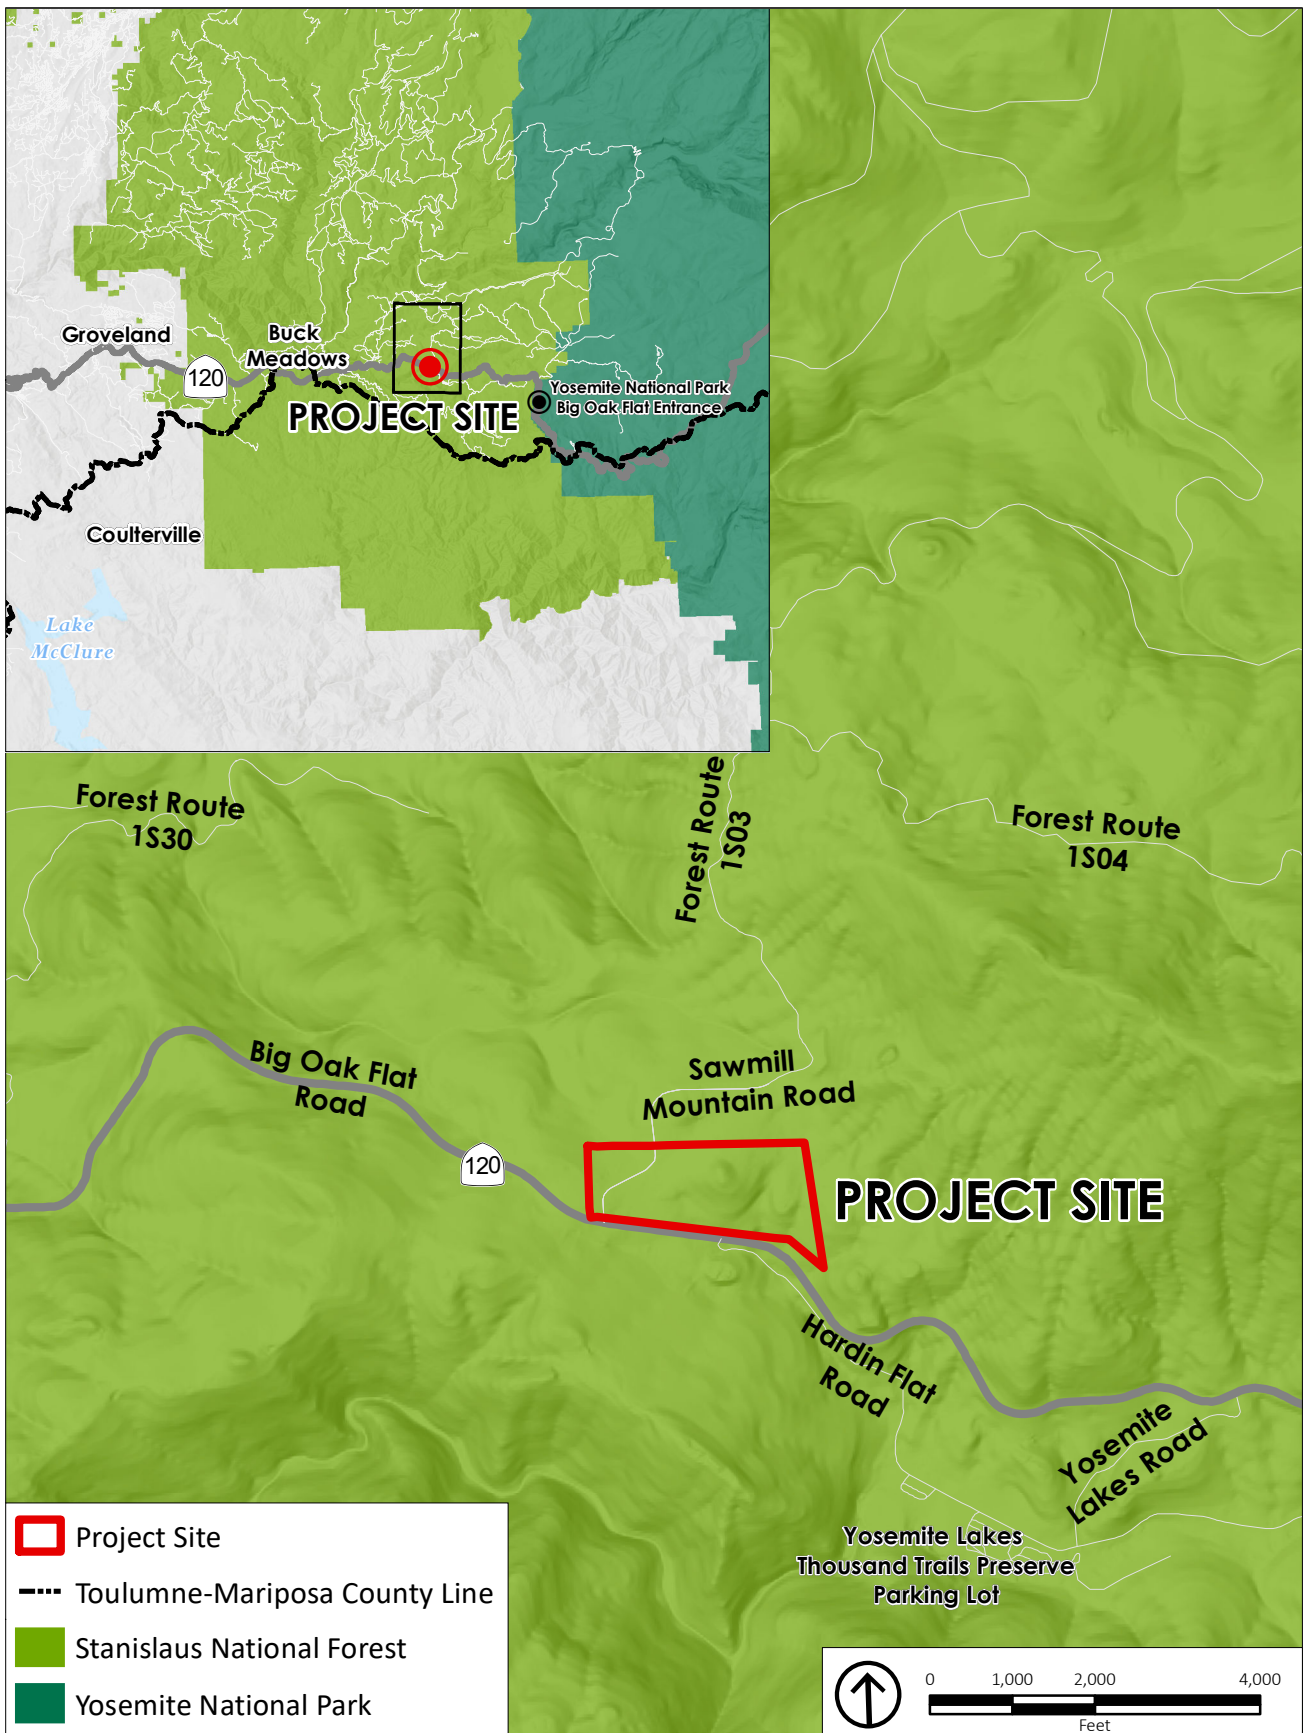 Groveland
Buck
Meadows
120
Yosemite National Park
Big Oak Flat Entrance
PROJECT SITE
Coulterville
Lake
McClure
Forest Route
1S30
Forest Route
1S03
Forest Route
1S04
Big Oak Flat
Road
Sawmill
Mountain Road
120
PROJECT SITE
Hardin Flat
Road
Yosemite
Lakes Road
Yosemite Lakes
Thousand Trails Preserve
Parking Lot
Project Site
Toulumne-Mariposa County Line
Stanislaus National Forest
Yosemite National Park
0 1,000 2,000 4,000
Feet